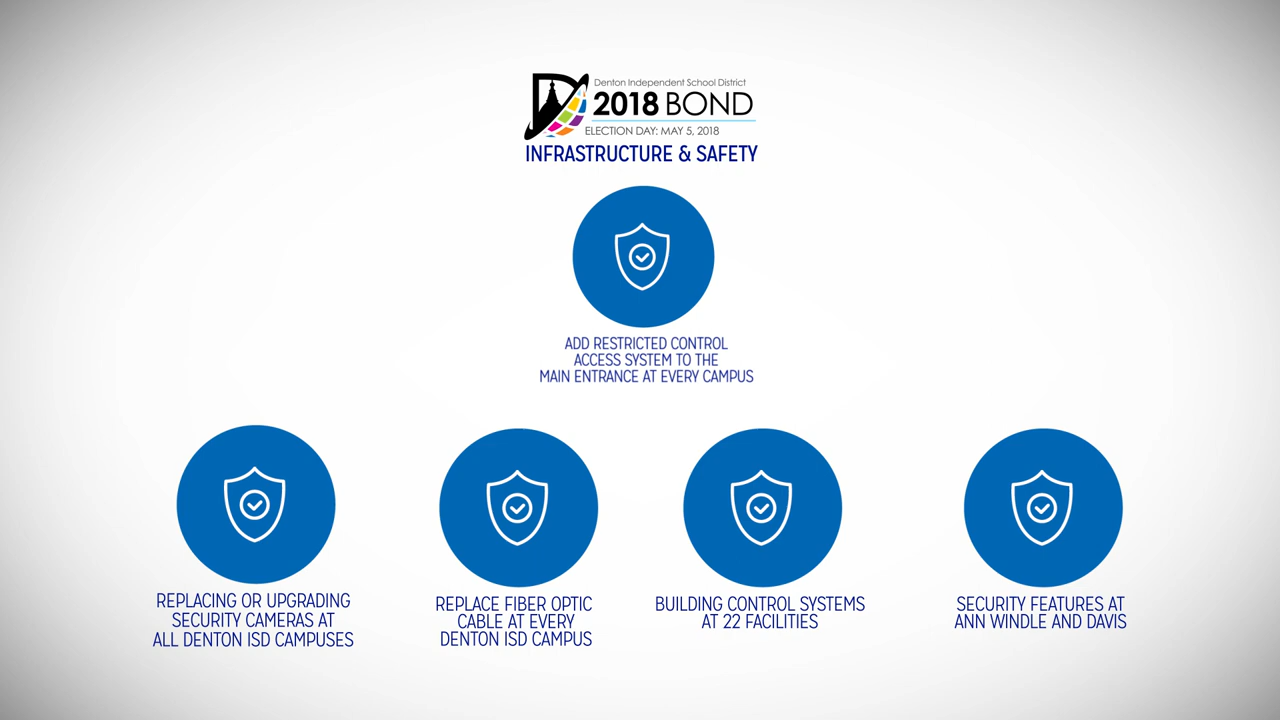 Denton Independent School District
2018 BOND
ELECTION DAY: MAY 5, 2018
INFRASTRUCTURE & SAFETY
ADD RESTRICTED CONTROL
ACCESS SYSTEM TO THE
MAIN ENTRANCE AT EVERY CAMPUS
REPLACING OR UPGRADING
SECURITY CAMERAS AT
ALL DENTON ISD CAMPUSES
REPLACE FIBER OPTIC
CABLE AT EVERY
DENTON ISD CAMPUS
BUILDING CONTROL SYSTEMS
AT 22 FACILITIES
SECURITY FEATURES AT
ANN WINDLE AND DAVIS